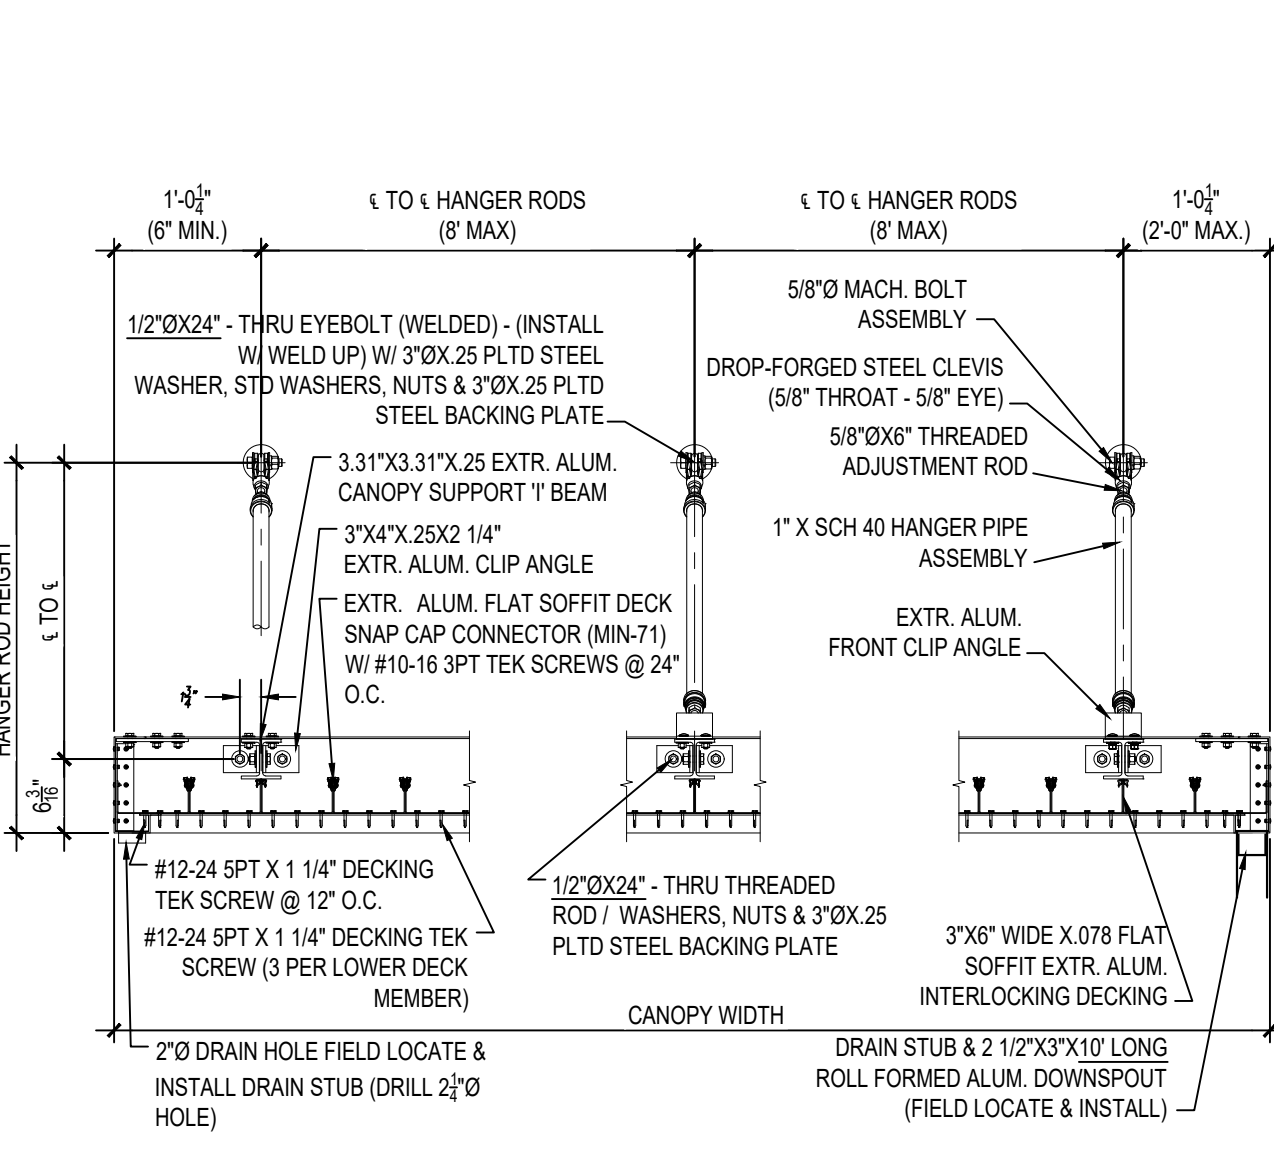 1'-0 1/4"
(6" MIN.)
℄ TO ℄ HANGER RODS
(8' MAX)
℄ TO ℄ HANGER RODS
(8' MAX)
1'-0 1/4"
(2'-0" MAX.)
1/2"ØX24" - THRU EYEBOLT (WELDED) - (INSTALL
W/ WELD UP) W/ 3"ØX.25 PLTD STEEL
WASHER, STD WASHERS, NUTS & 3"ØX.25 PLTD
STEEL BACKING PLATE
5/8"Ø MACH. BOLT
ASSEMBLY
DROP-FORGED STEEL CLEVIS
(5/8" THROAT - 5/8" EYE)
5/8"ØX6" THREADED
ADJUSTMENT ROD
1" X SCH 40 HANGER PIPE
ASSEMBLY
EXTR. ALUM.
FRONT CLIP ANGLE
3.31"X3.31"X.25 EXTR. ALUM.
CANOPY SUPPORT 'I' BEAM
3"X4"X.25X2 1/4"
EXTR. ALUM. CLIP ANGLE
EXTR. ALUM. FLAT SOFFIT DECK
SNAP CAP CONNECTOR (MIN-71)
W/ #10-16 3PT TEK SCREWS @ 24"
O.C.
HANGER ROD HEIGHT
℄ TO ℄
6 3/16"
1 3/4"
#12-24 5PT X 1 1/4" DECKING
TEK SCREW @ 12" O.C.
#12-24 5PT X 1 1/4" DECKING TEK
SCREW (3 PER LOWER DECK
MEMBER)
1/2"ØX24" - THRU THREADED
ROD / WASHERS, NUTS & 3"ØX.25
PLTD STEEL BACKING PLATE
3"X6" WIDE X.078 FLAT
SOFFIT EXTR. ALUM.
INTERLOCKING DECKING
CANOPY WIDTH
2"Ø DRAIN HOLE FIELD LOCATE &
INSTALL DRAIN STUB (DRILL 2 1/4"Ø
HOLE)
DRAIN STUB & 2 1/2"X3"X10' LONG
ROLL FORMED ALUM. DOWNSPOUT
(FIELD LOCATE & INSTALL)